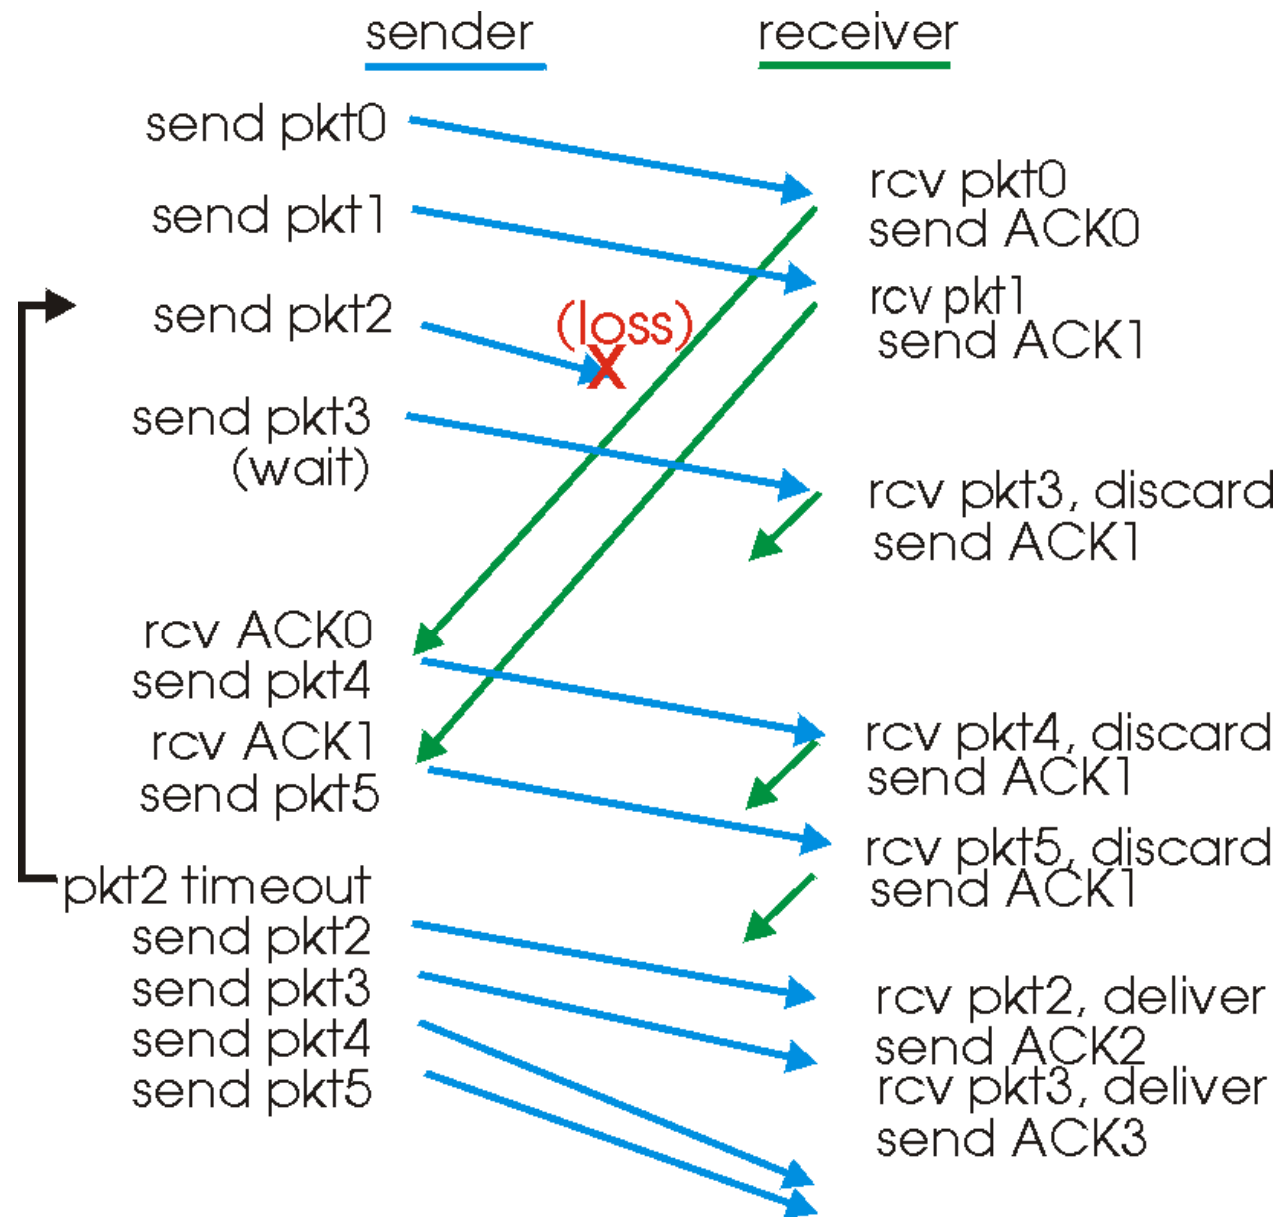 sender
receiver
send pkt0
rcv pkt0
send ACK0
send pkt1
rcv pkt1
send ACK1
send pkt2
(loss)
X
send pkt3
(wait)
rcv pkt3, discard
send ACK1
rcv ACK0
send pkt4
rcv ACK1
send pkt5
rcv pkt4, discard
send ACK1
rcv pkt5, discard
send ACK1
pkt2 timeout
send pkt2
send pkt3
send pkt4
send pkt5
rcv pkt2, deliver
send ACK2
rcv pkt3, deliver
send ACK3